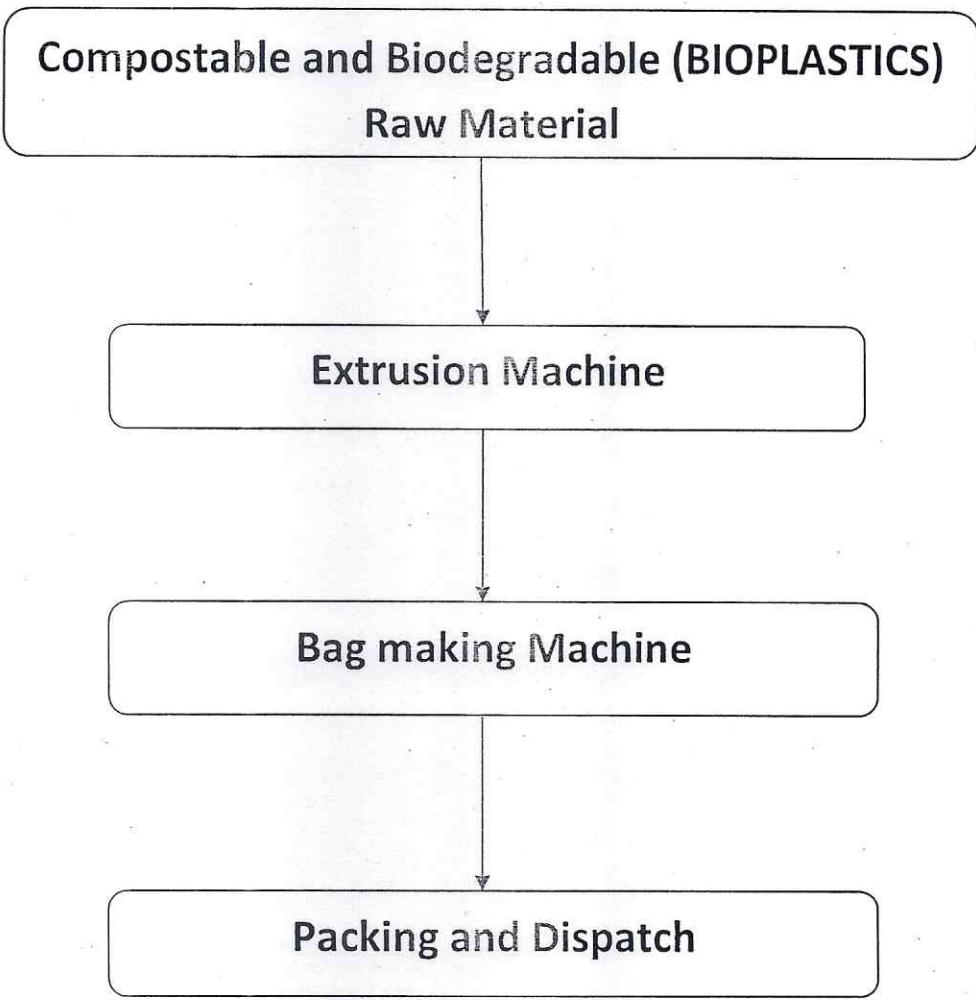 Compostable and Biodegradable (BIOPLASTICS)
Raw Material
Extrusion Machine
Bag making Machine
Packing and Dispatch